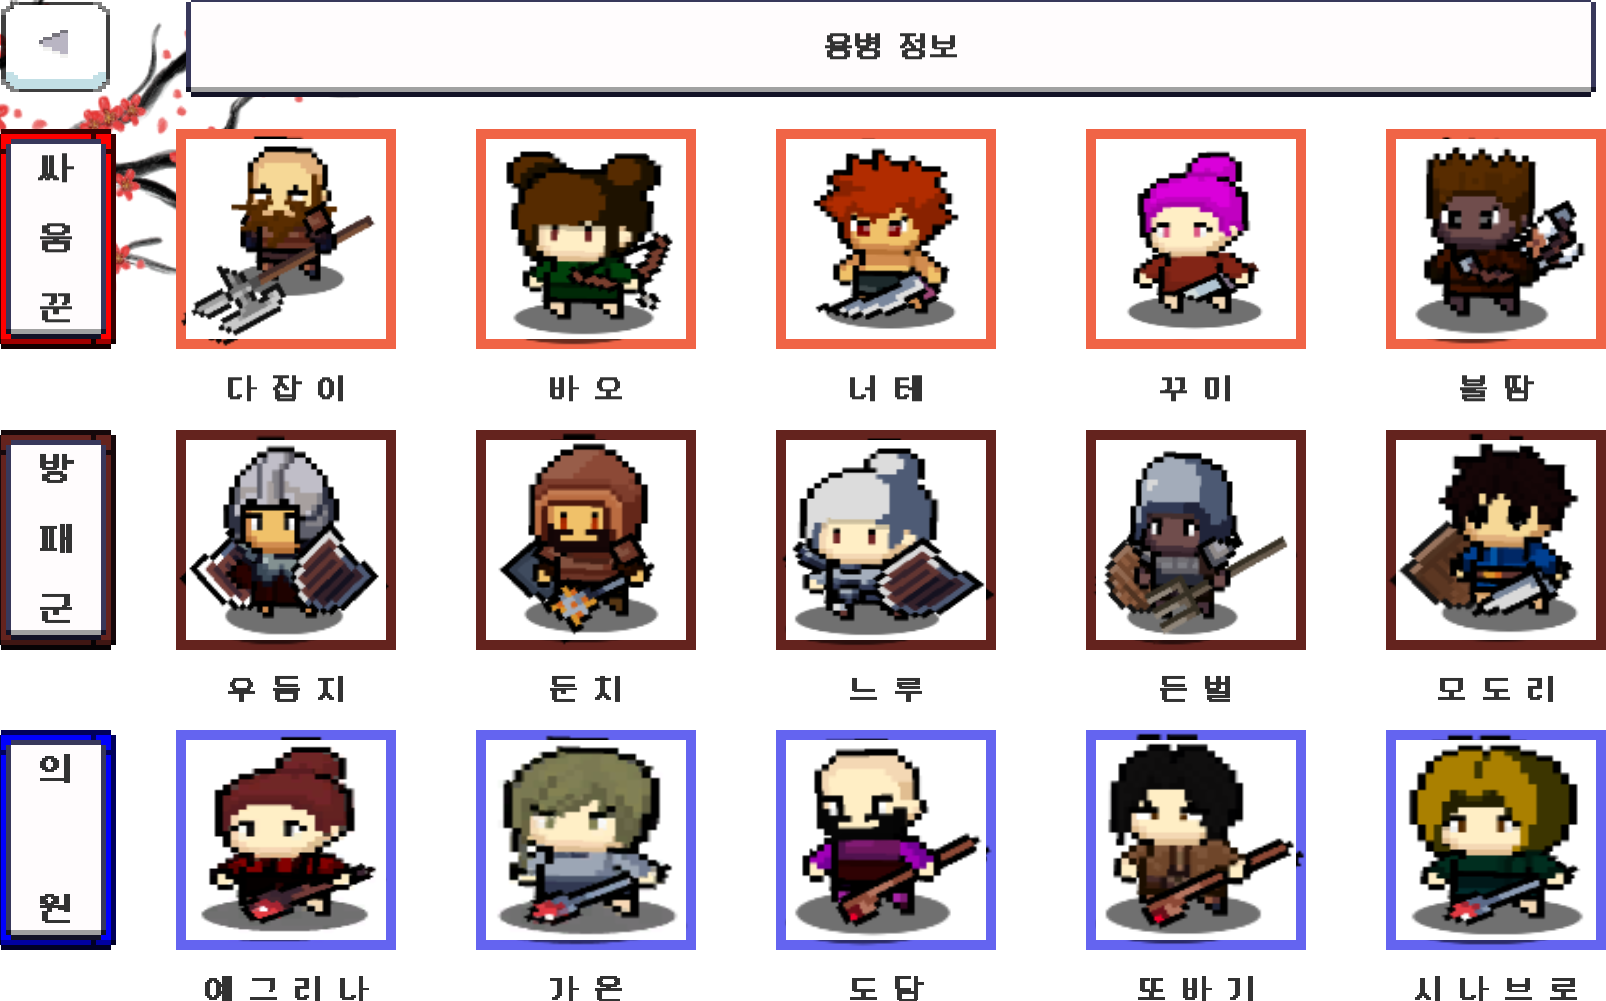 용병 정보
싸움꾼
다잡이 바오 너테 꾸미 불땀
방패군
우듬지 둔치 느루 든벌 모도리
의원
에그리나 가온 도담 또바기 시나브로